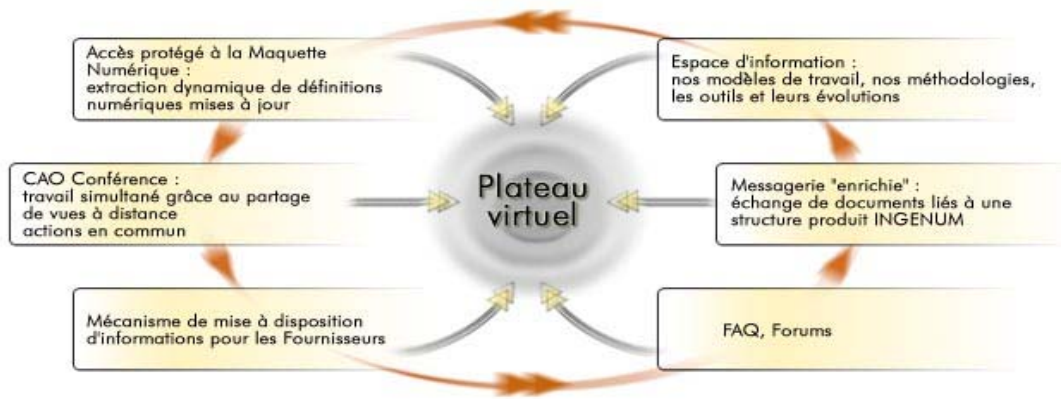 Accès protégé à la Maquette
Numérique :
extraction dynamique de définitions
numériques mises à jour
Espace d'information :
nos modèles de travail, nos méthodologies,
les outils et leurs évolutions
CAO Conférence :
travail simultané grâce au partage
de vues à distance
actions en commun
Plateau
virtuel
Messagerie "enrichie" :
échange de documents liés à une
structure produit INGENUM
Mécanisme de mise à disposition
d'informations pour les Fournisseurs
FAQ, Forums